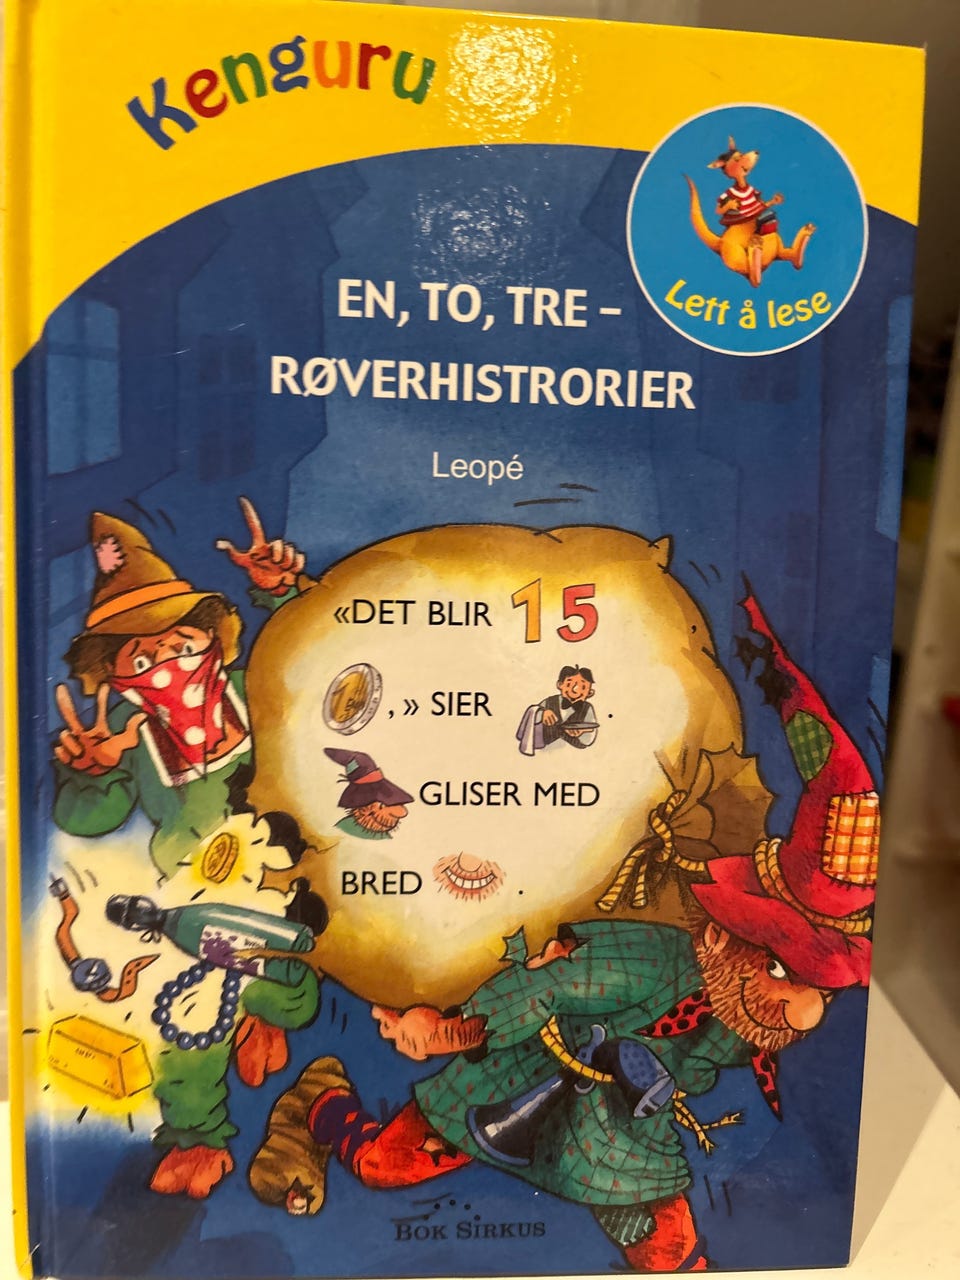 Kenguru
Lett å lese
EN, TO, TRE –
RØVERHISTRORIER
Leopé
«DET BLIR 15
,» SIER .
GLISER MED
BRED .
BOK SIRKUS